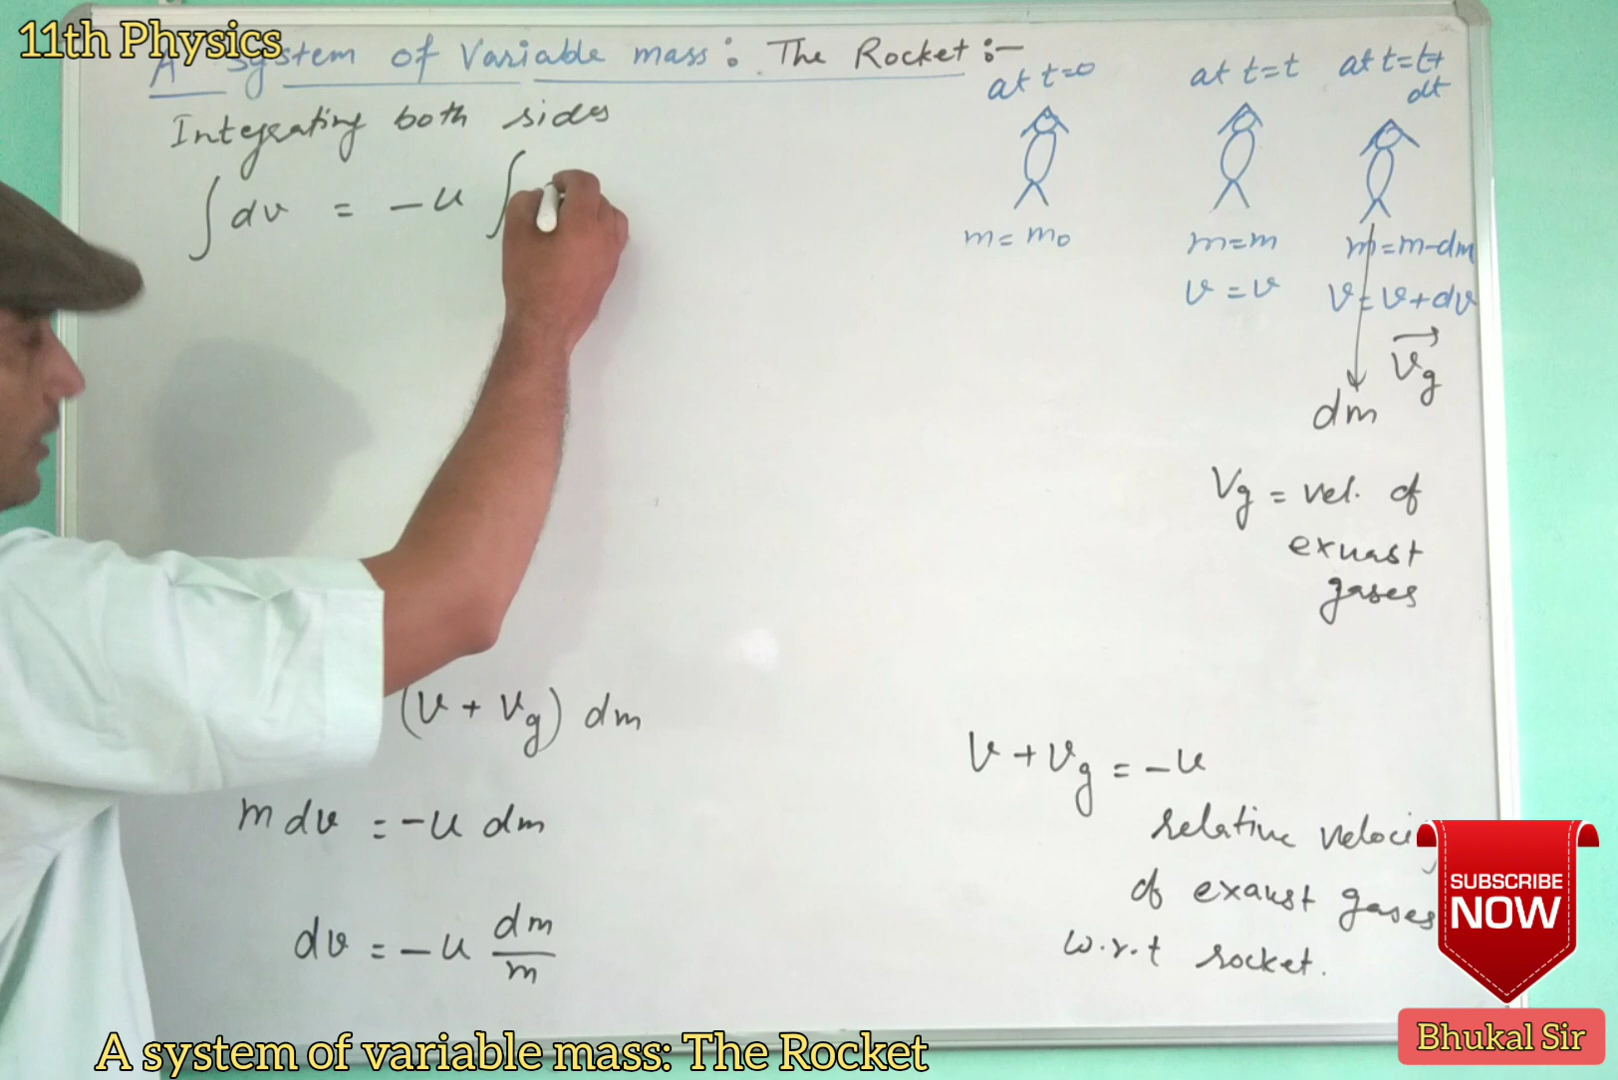 11th Physics
A System of Variable mass: The Rocket :-
Integrating both sides
∫ dv = -u ∫
(v + vg) dm
m dv = -u dm
dv = -u dm/m
at t=0
m = m₀
at t=t
m=m
v = v
at t=t+
dt
m=m-dm
v=v+dv
vg
dm
Vg = vel. of
exuast
gases
v + vg = -u
relative veloci
of exaust gases
w.r.t rocket.
SUBSCRIBE
NOW
Bhukal Sir
A system of variable mass: The Rocket